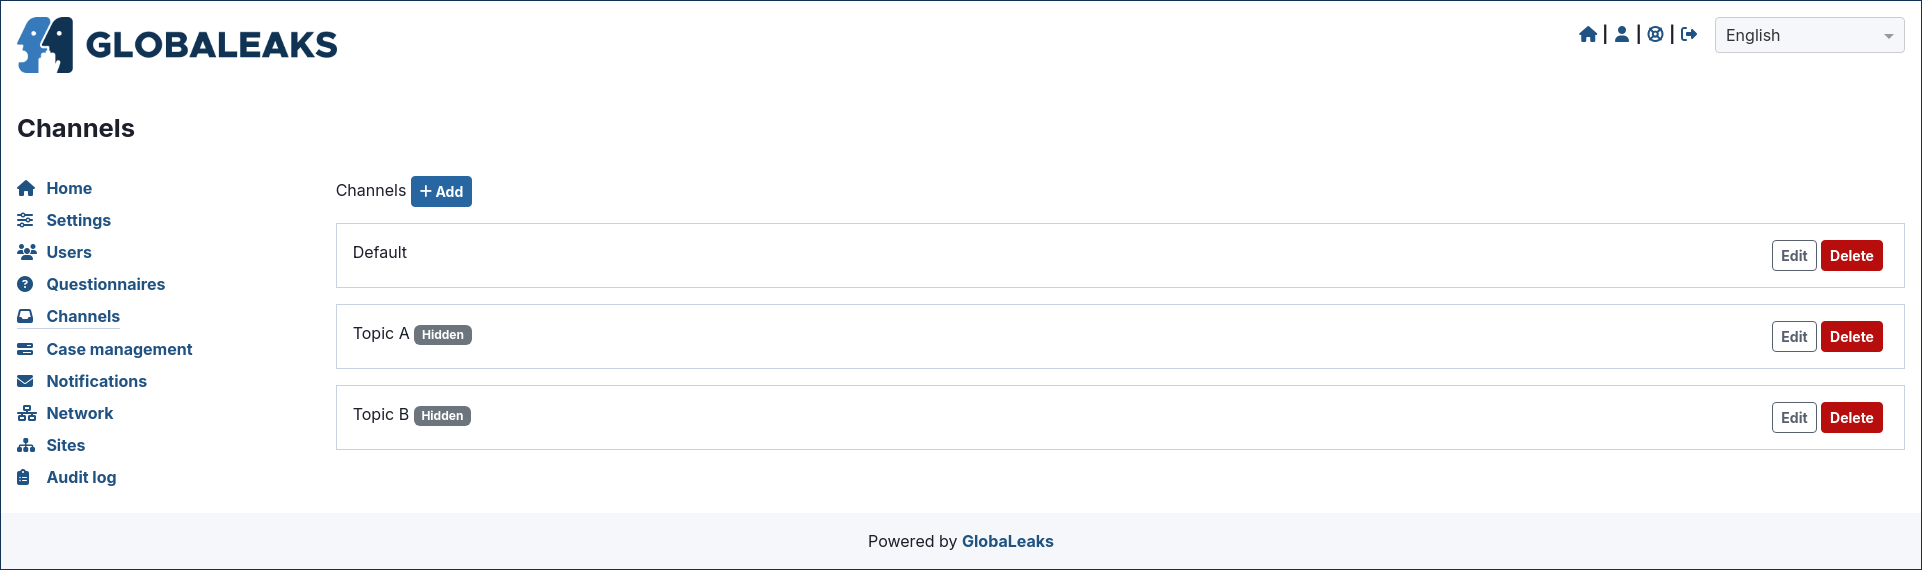 GLOBALEAKS
English
Channels
Home
Settings
Users
Questionnaires
Channels
Case management
Notifications
Network
Sites
Audit log
Channels + Add
Default Edit Delete
Topic A Hidden Edit Delete
Topic B Hidden Edit Delete
Powered by GlobaLeaks